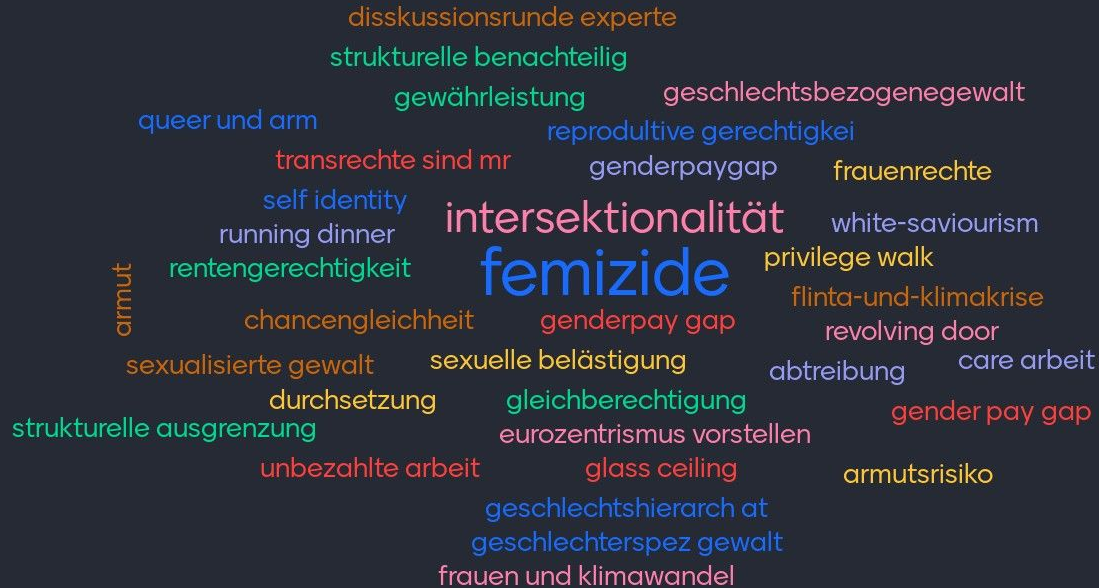 disskussionsrunde experte
strukturelle benachteilig
gewährleistung
geschlechtsbezogenegewalt
queer und arm
reprodultive gerechtigkei
transrechte sind mr
genderpaygap
frauenrechte
self identity
intersektionalität
white-saviourism
running dinner
privilege walk
rentengerechtigkeit
femizide
armut
flinta-und-klimakrise
chancengleichheit
genderpay gap
revolving door
sexualisierte gewalt
sexuelle belästigung
abtreibung
care arbeit
durchsetzung
gleichberechtigung
gender pay gap
strukturelle ausgrenzung
eurozentrismus vorstellen
unbezahlte arbeit
glass ceiling
armutsrisiko
geschlechtshierarch at
geschlechterspez gewalt
frauen und klimawandel